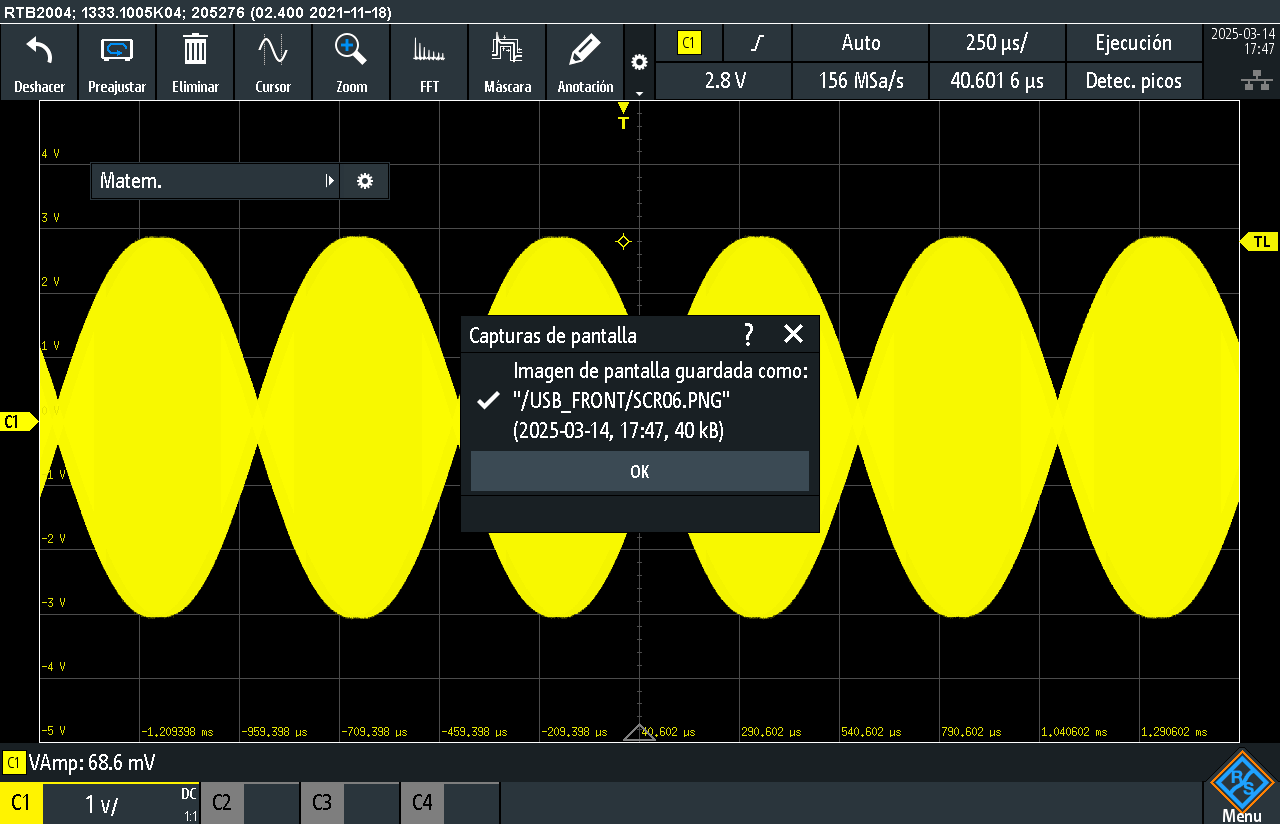 RTB2004; 1333.1005K04; 205276 (02.400 2021-11-18)
Deshacer
Preajustar
Eliminar
Cursor
Zoom
FFT
Máscara
Anotación
C1
Auto
250 µs/
Ejecución
2025-03-14
17:47
2.8 V
156 MSa/s
40.601 6 µs
Detec. picos
T
4 V
Matem.
3 V
TL
2 V
1 V
Capturas de pantalla ?
Imagen de pantalla guardada como:
"/USB_FRONT/SCR06.PNG"
(2025-03-14, 17:47, 40 kB)
OK
0 V
C1
-1 V
-2 V
-3 V
-4 V
-5 V
-1.209398 ms
-959.398 µs
-709.398 µs
-459.398 µs
-209.398 µs
40.602 µs
290.602 µs
540.602 µs
790.602 µs
1.040602 ms
1.290602 ms
C1 VAmp: 68.6 mV
C1
1 V/
DC
1:1
C2
C3
C4
R S
Menu